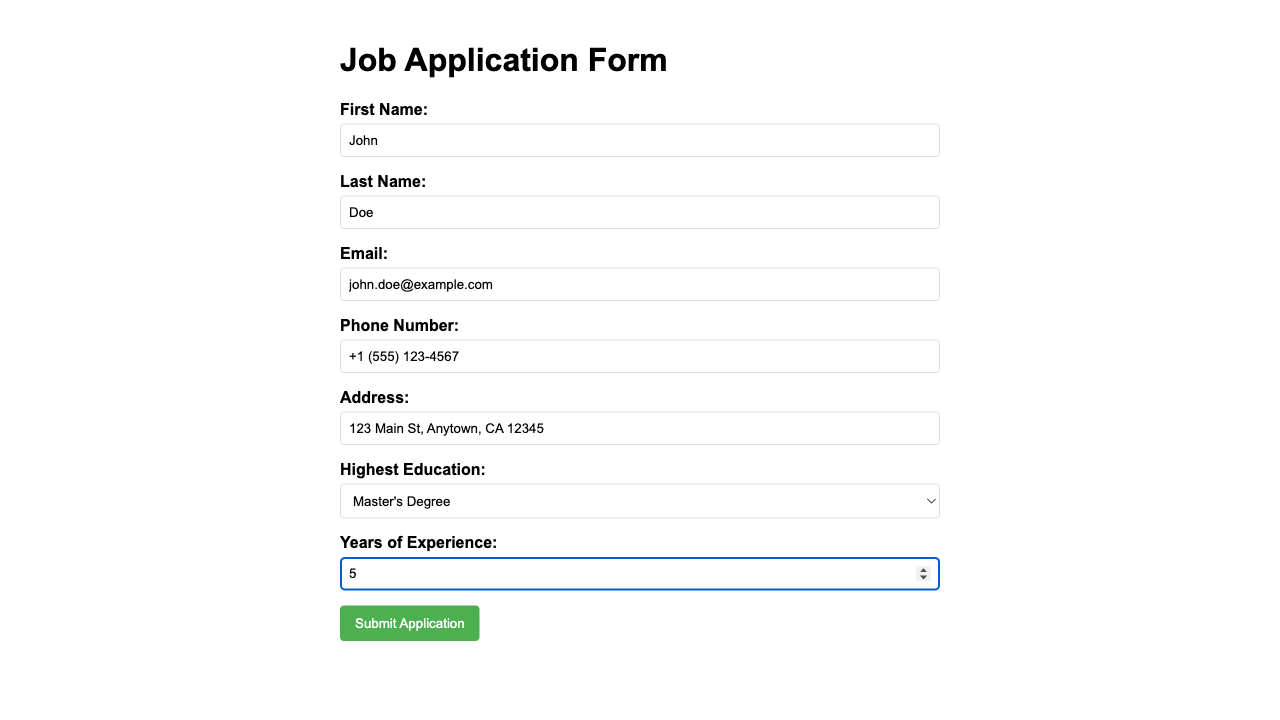 Job Application Form
First Name:
John
Last Name:
Doe
Email:
john.doe@example.com
Phone Number:
+1 (555) 123-4567
Address:
123 Main St, Anytown, CA 12345
Highest Education:
Master's Degree
Years of Experience:
5
Submit Application